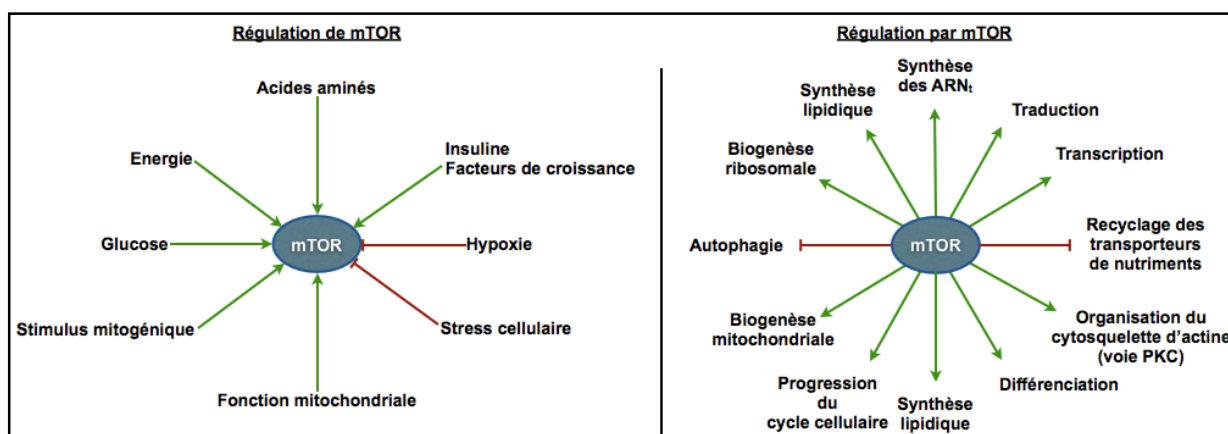 Régulation de mTOR
Acides aminés
Energie
Insuline
Facteurs de croissance
Glucose
mTOR
Hypoxie
Stimulus mitogénique
Stress cellulaire
Fonction mitochondriale
Régulation par mTOR
Synthèse
des ARNt
Synthèse
lipidique
Traduction
Biogenèse
ribosomale
Transcription
Autophagie
mTOR
Recyclage des
transporteurs
de nutriments
Biogenèse
mitochondriale
Organisation du
cytosquelette d'actine
(voie PKC)
Progression
du
cycle cellulaire
Synthèse
lipidique
Différenciation